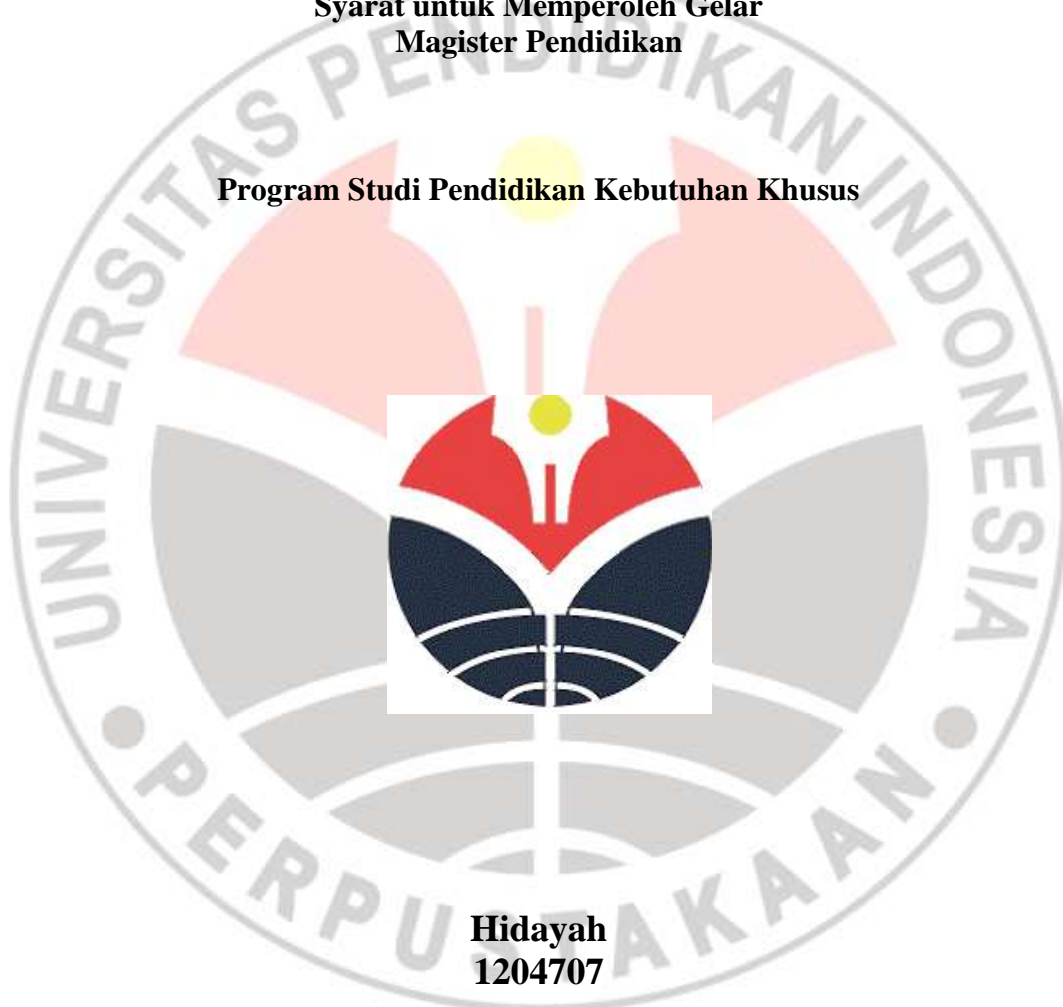 Syarat untuk Memperoleh Gelar
Magister Pendidikan
UNIVERSITAS PENDIDIKAN INDONESIA
Program Studi Pendidikan Kebutuhan Khusus
Hidayah
1204707
PERPUSTAKAAN